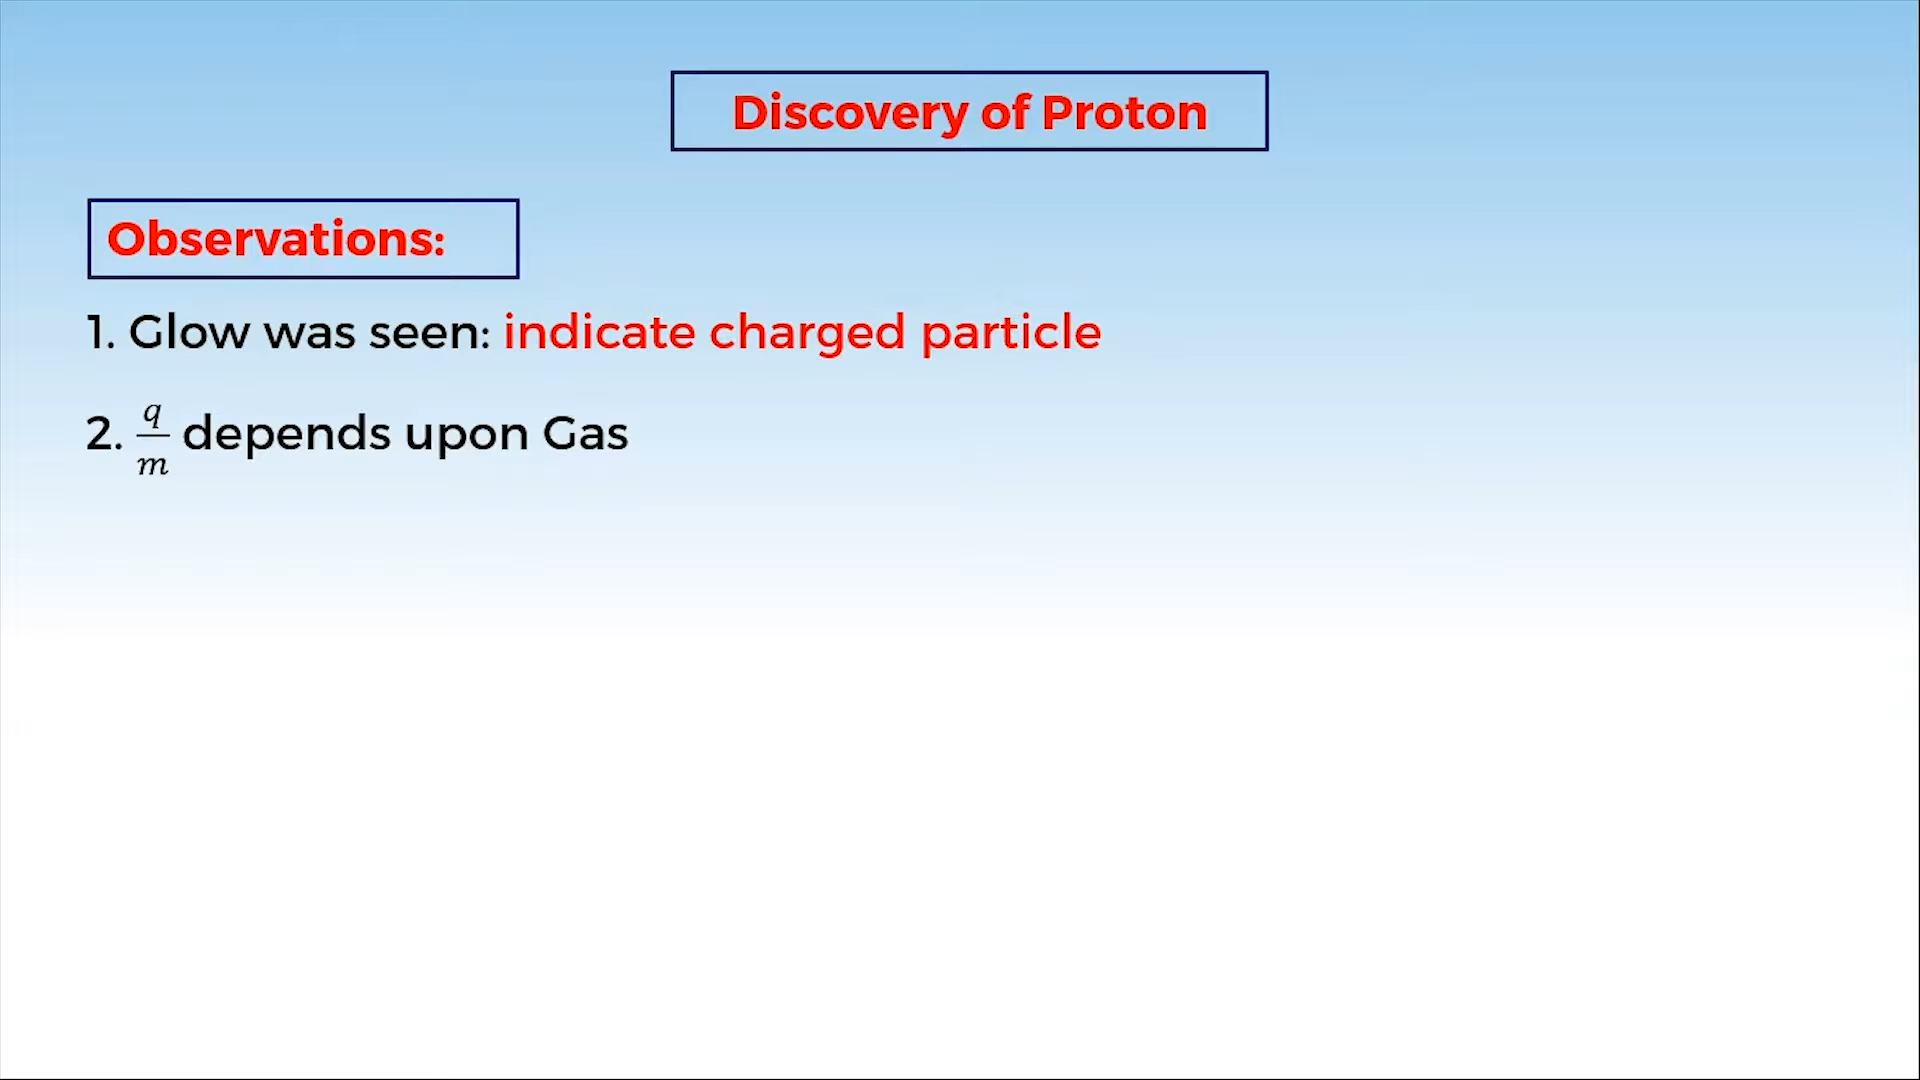 Discovery of Proton
Observations:
1. Glow was seen: indicate charged particle
2. q/m depends upon Gas